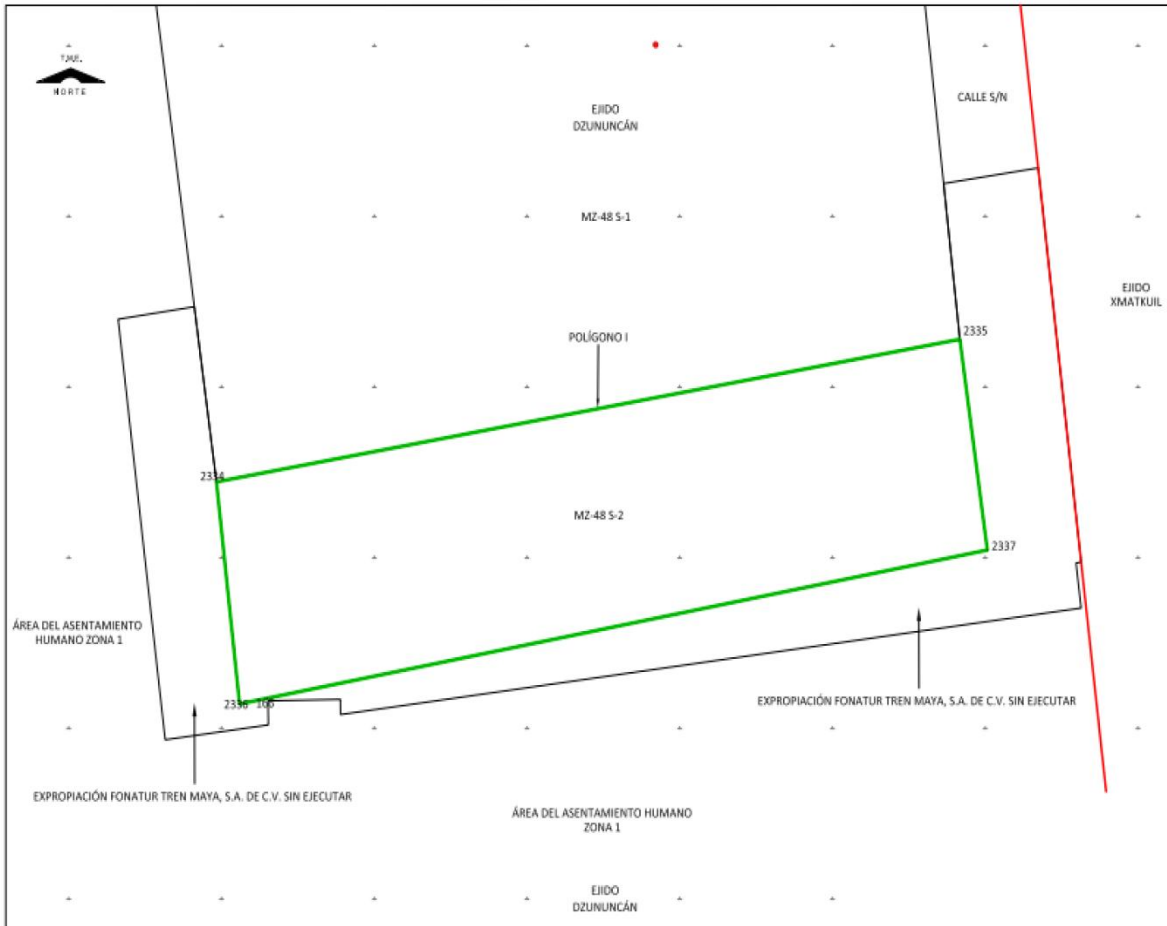 NORTE
CALLE S/N
EJIDO
DZUNUNCÁN
MZ-48 S-1
EJIDO
XMATKUIL
POLÍGONO I
2335
2334
MZ-48 S-2
2337
ÁREA DEL ASENTAMIENTO
HUMANO ZONA 1
2336
EXPROPIACIÓN FONATUR TREN MAYA, S.A. DE C.V. SIN EJECUTAR
EXPROPIACIÓN FONATUR TREN MAYA, S.A. DE C.V. SIN EJECUTAR
ÁREA DEL ASENTAMIENTO HUMANO
ZONA 1
EJIDO
DZUNUNCÁN